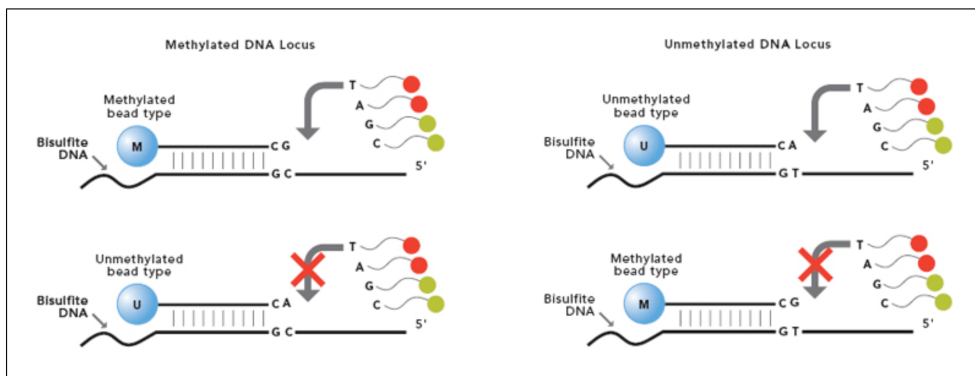 Methylated DNA Locus
Methylated
bead type
Bisulfite
DNA
M
C G
G C
T
A
G
C
5'
Unmethylated
bead type
Bisulfite
DNA
U
C A
G C
T
A
G
C
5'
Unmethylated DNA Locus
Unmethylated
bead type
Bisulfite
DNA
U
C A
G T
T
A
G
C
5'
Methylated
bead type
Bisulfite
DNA
M
C G
G T
T
A
G
C
5'